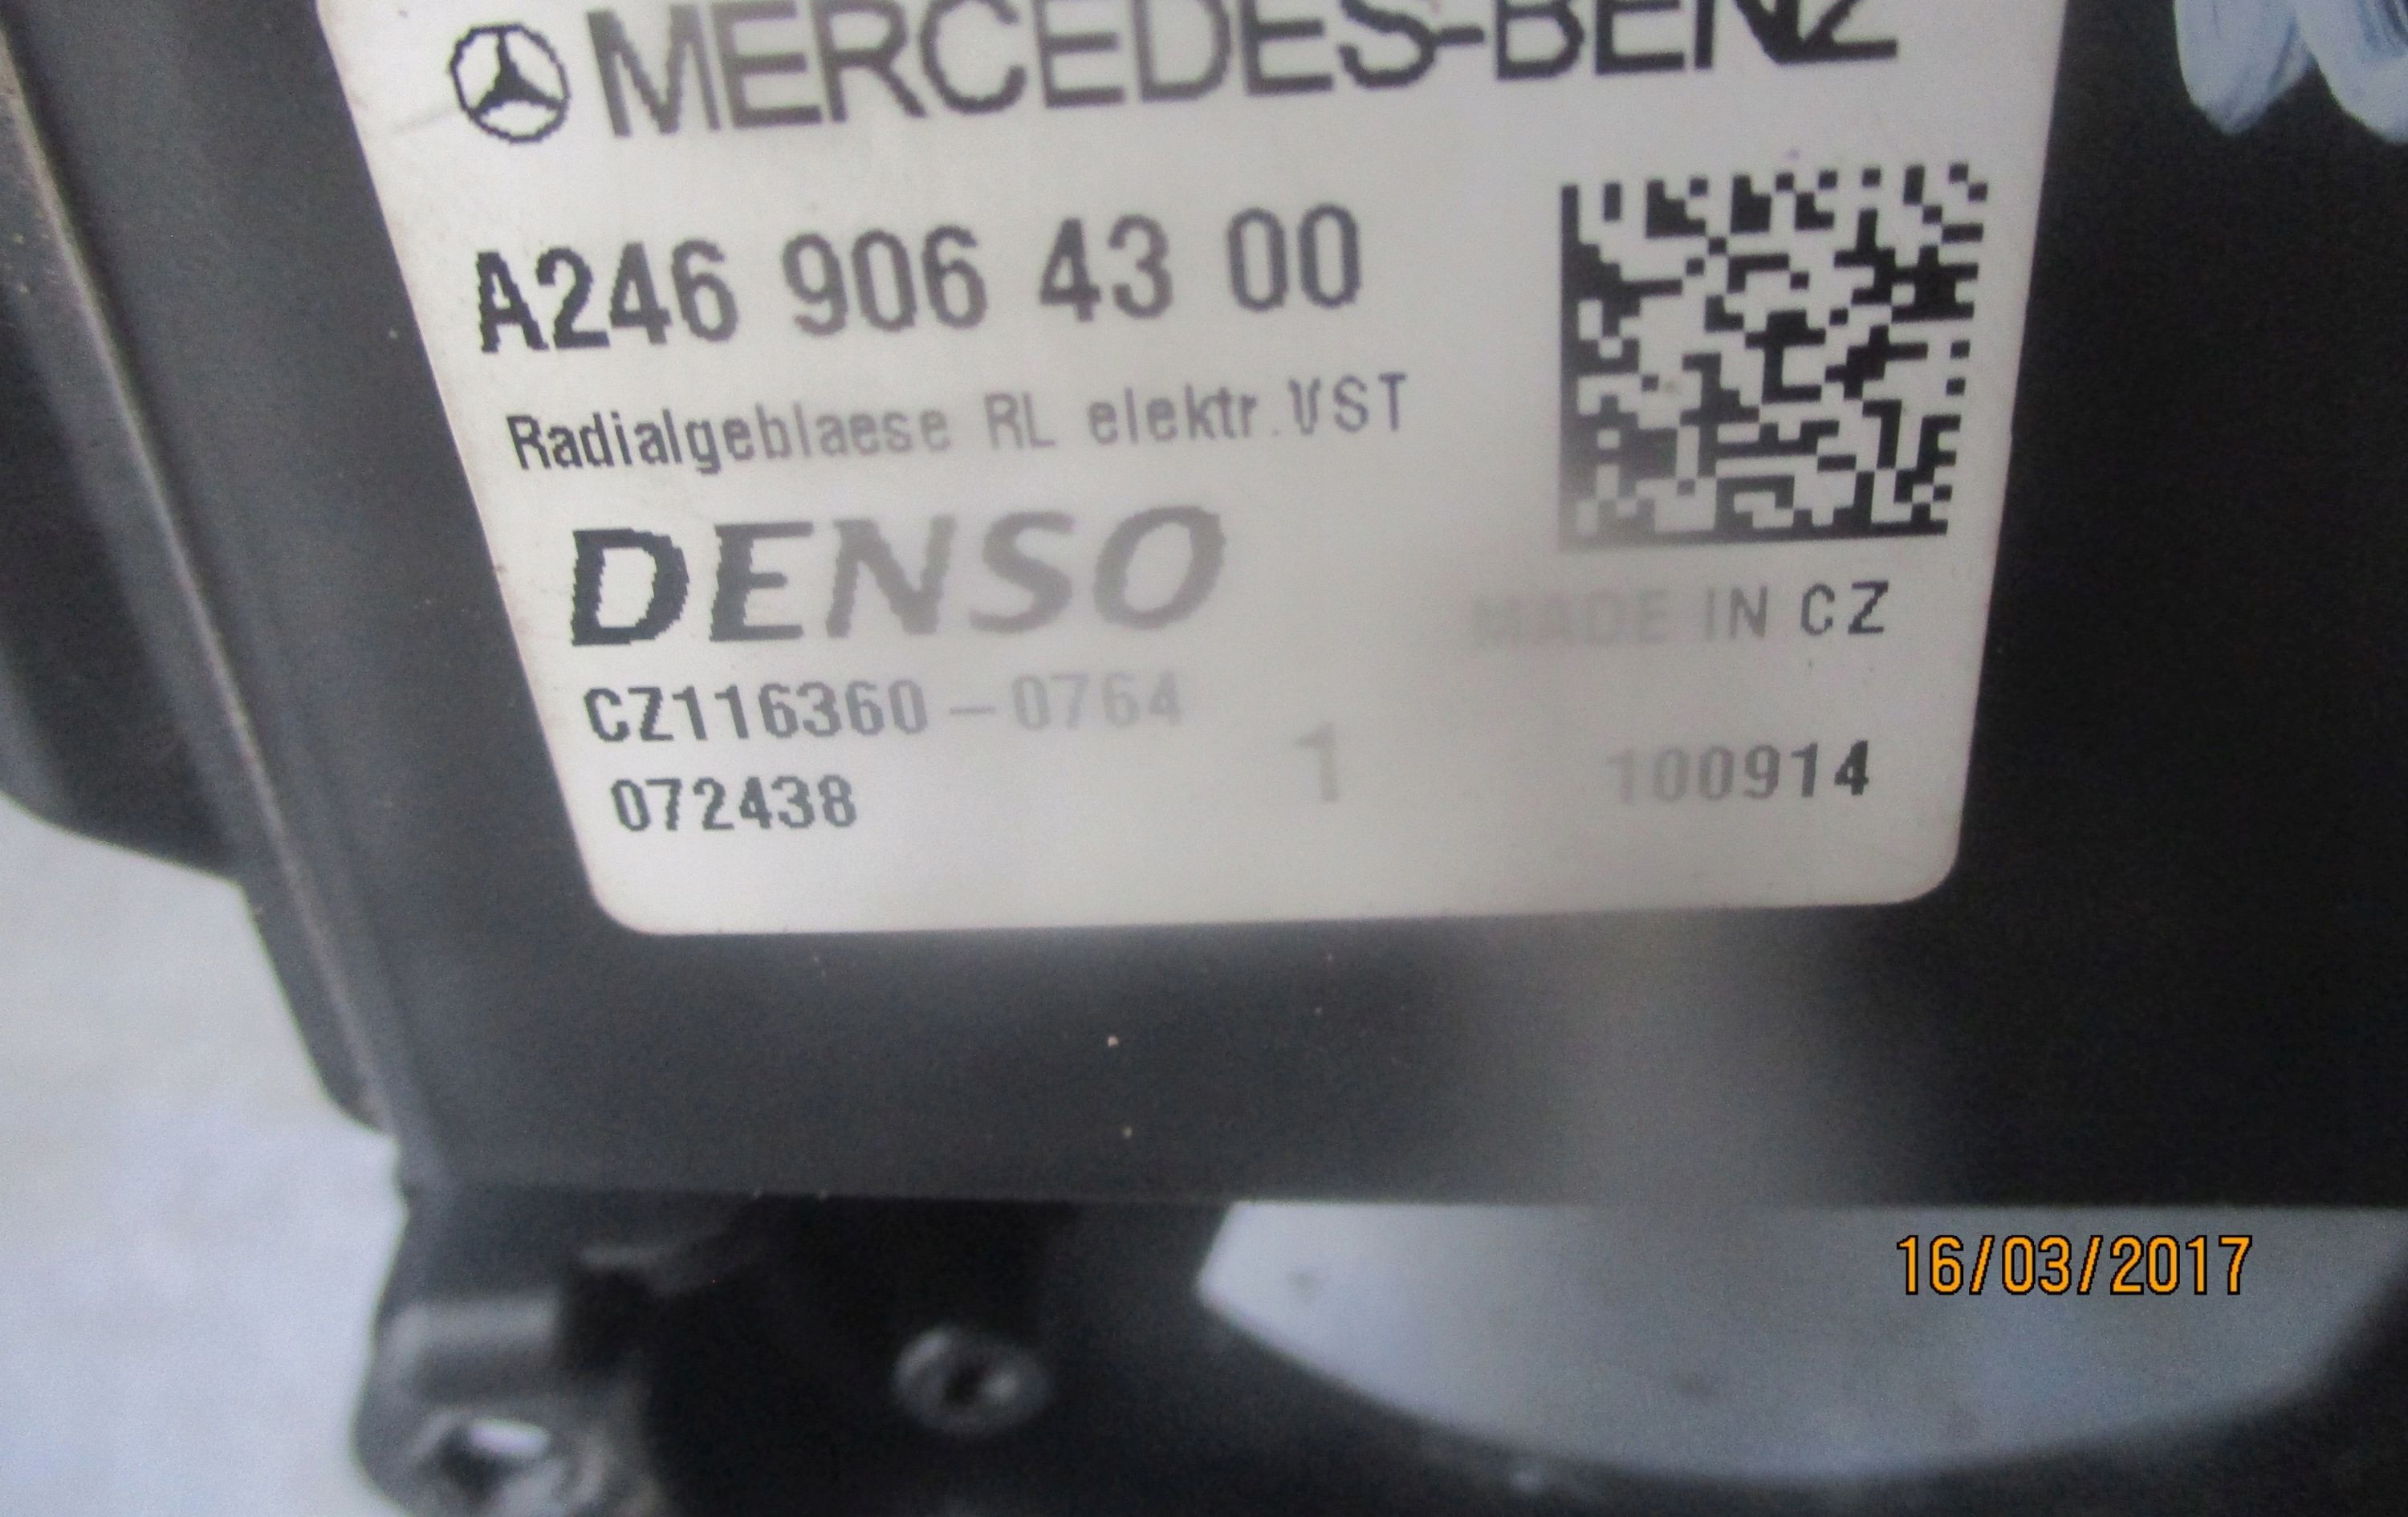 MERCEDES-BENZ
A246 906 43 00
Radialgeblaese RL elektr.VST
DENSO
MADE IN CZ
CZ116360-0764
072438 1 100914
16/03/2017